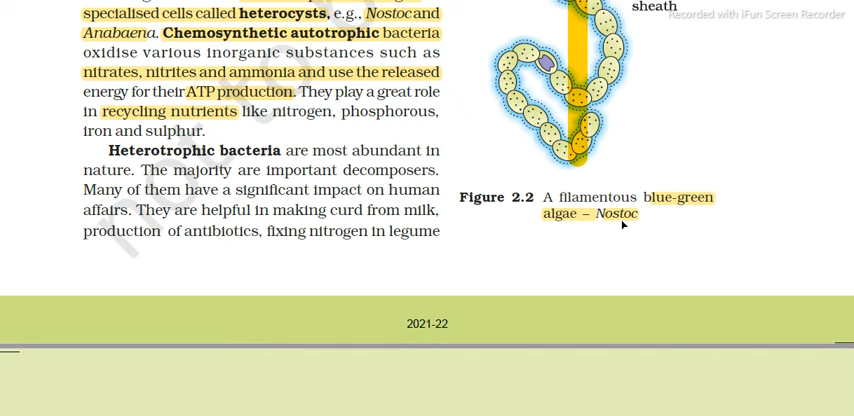 specialised cells called heterocysts, e.g., Nostoc and
Anabaena. Chemosynthetic autotrophic bacteria
oxidise various inorganic substances such as
nitrates, nitrites and ammonia and use the released
energy for their ATP production. They play a great role
in recycling nutrients like nitrogen, phosphorous,
iron and sulphur.
Heterotrophic bacteria are most abundant in
nature. The majority are important decomposers.
Many of them have a significant impact on human
affairs. They are helpful in making curd from milk,
production of antibiotics, fixing nitrogen in legume
sheath
Recorded with iFun Screen Recorder
Figure 2.2 A filamentous blue-green
algae – Nostoc
not to
2021-22